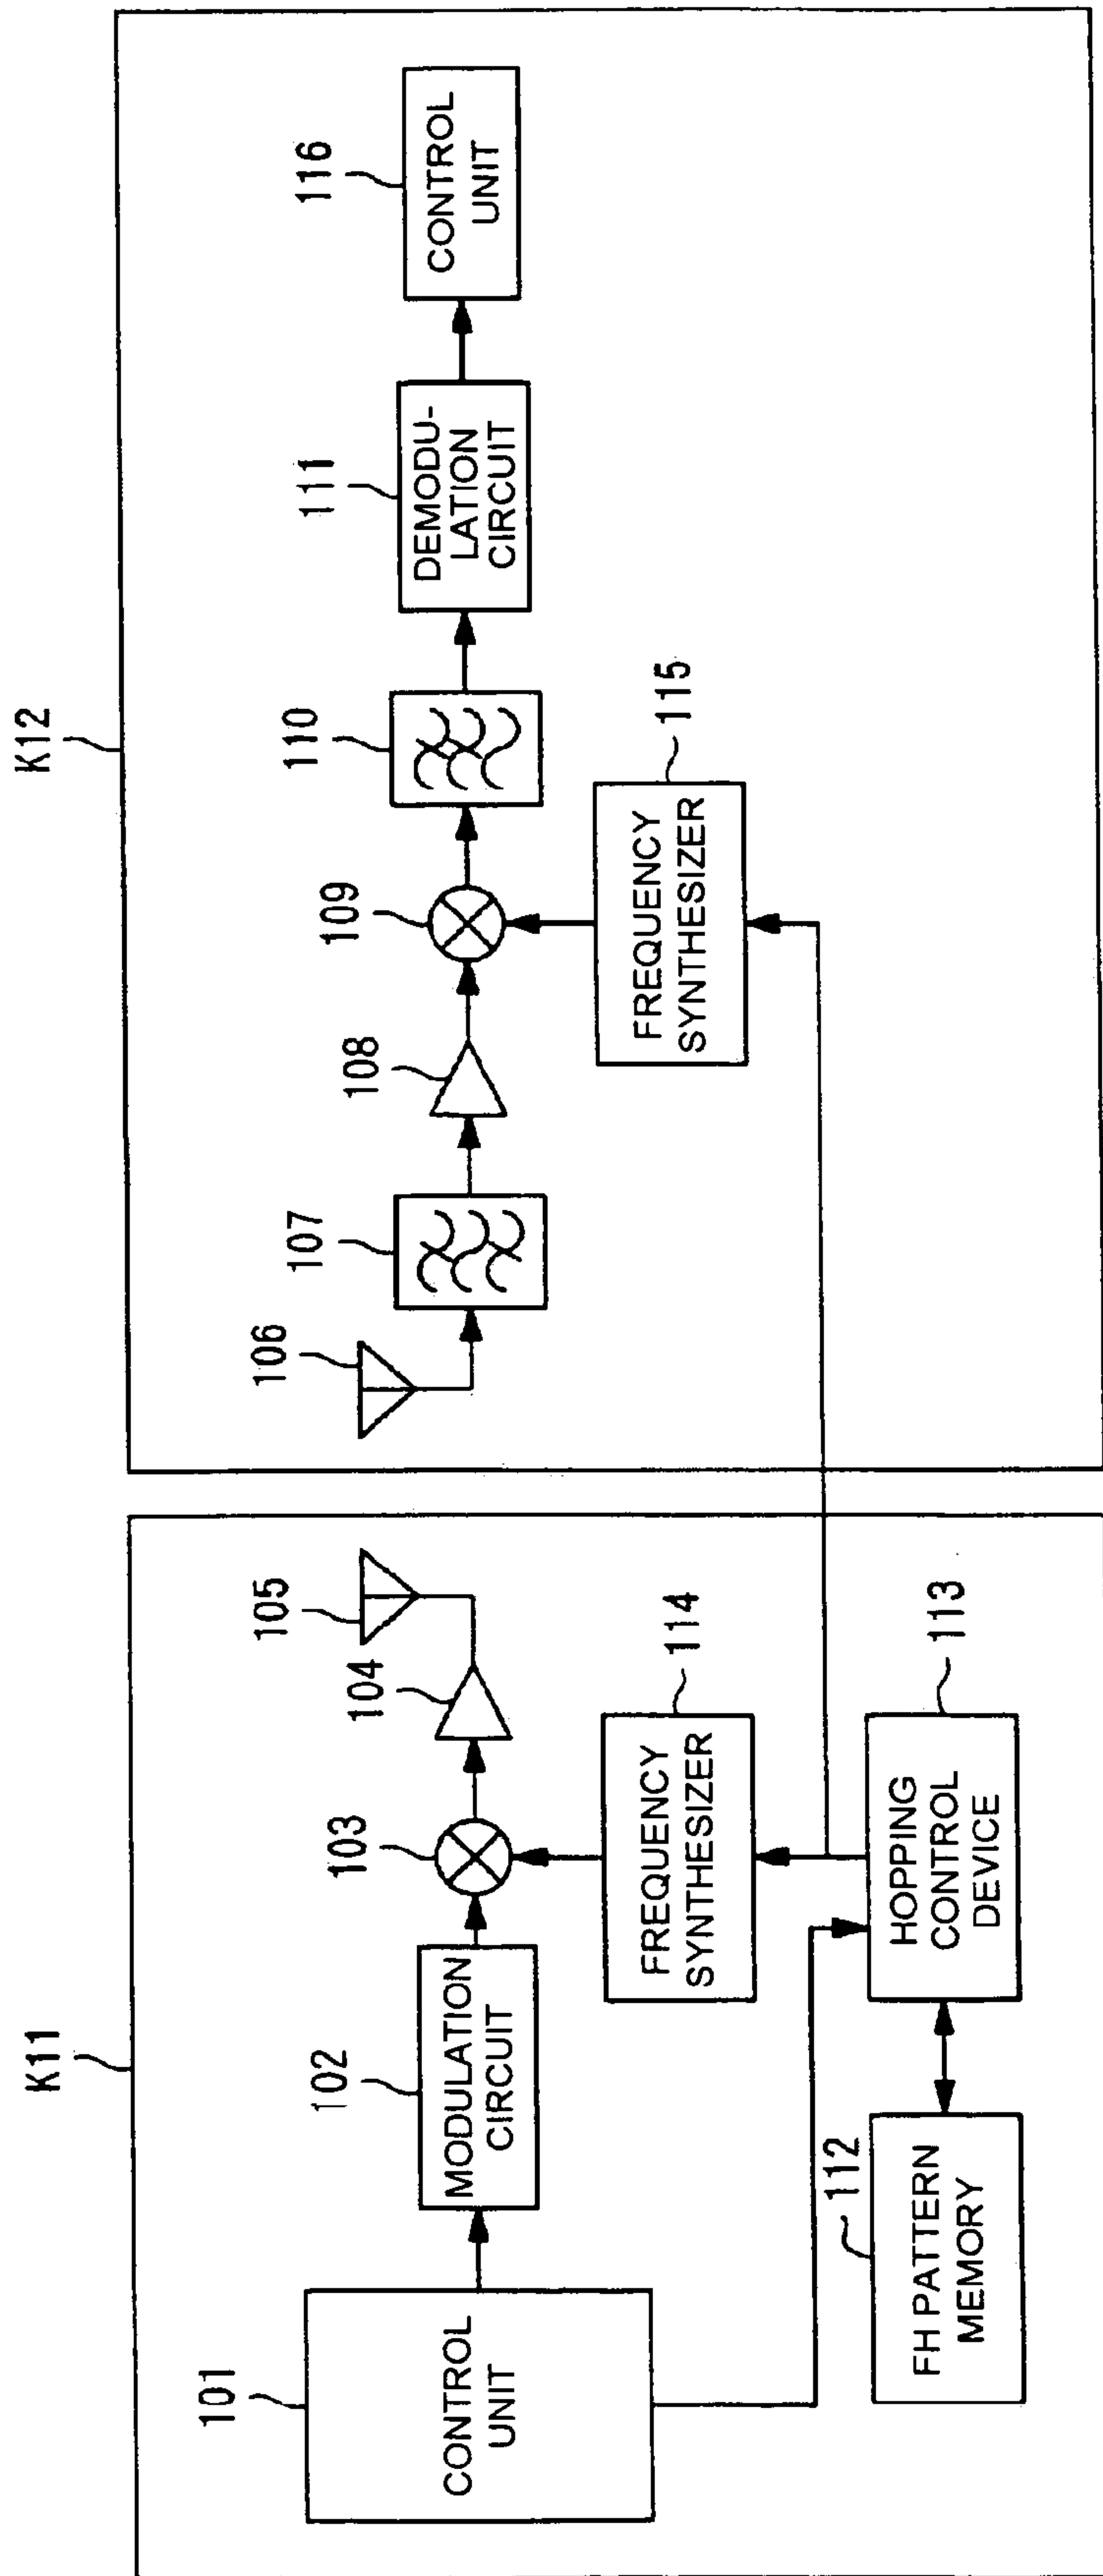 K11
101
CONTROL
UNIT
102
MODULATION
CIRCUIT
103
104
105
FREQUENCY
SYNTHESIZER
114
112
FH PATTERN
MEMORY
HOPPING
CONTROL
DEVICE
113
K12
106
107
108
109
110
111
DEMODU-
LATION
CIRCUIT
116
CONTROL
UNIT
FREQUENCY
SYNTHESIZER
115